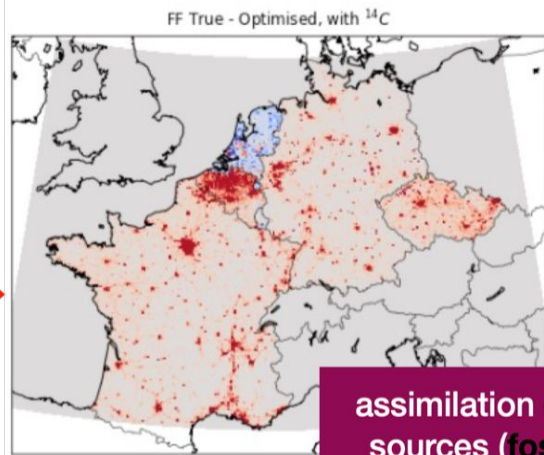 FF True - Optimised, with ¹⁴C
assimilation
sources (fos